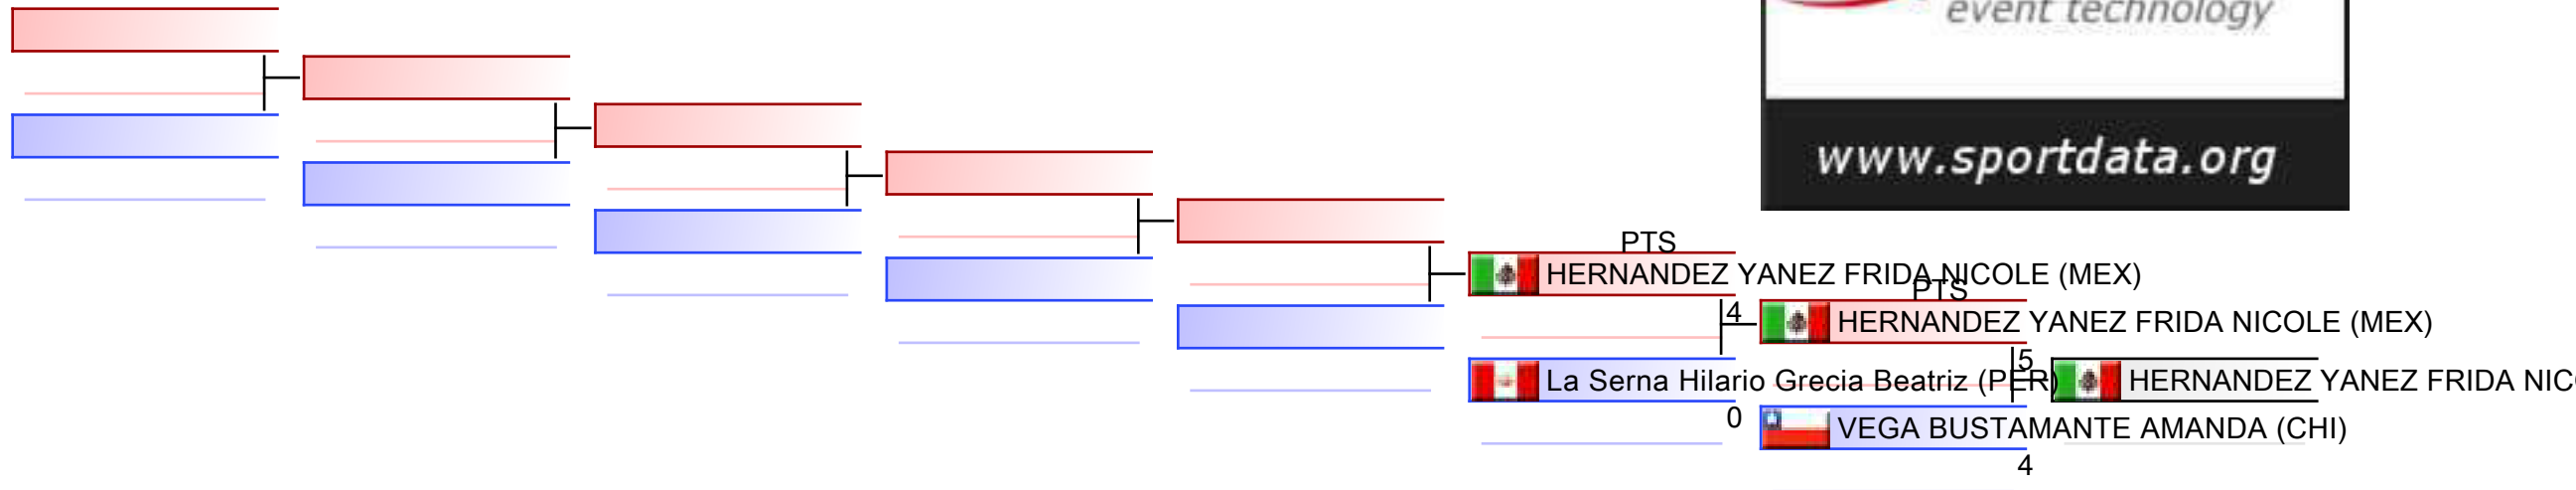 event technology
www.sportdata.org
PTS
HERNANDEZ YANEZ FRIDA NICOLE (MEX)
PTS
4
HERNANDEZ YANEZ FRIDA NICOLE (MEX)
5
La Serna Hilario Grecia Beatriz (PER)
HERNANDEZ YANEZ FRIDA NIC
0
VEGA BUSTAMANTE AMANDA (CHI)
4